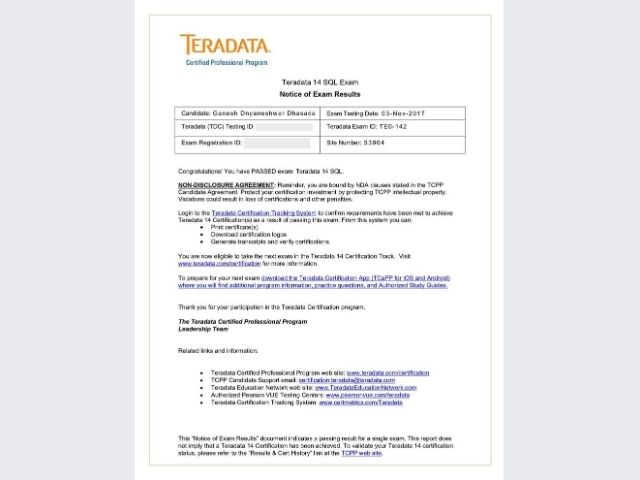 TERADATA.
Certified Professional Program
Teradata 14 SQL Exam
Notice of Exam Results
Candidate: Ganesh Dnyaneshwar Dhasade
Exam Testing Date: 03-Nov-2017
Teradata (TDC) Testing ID:
Teradata Exam ID: TE0-142
Exam Registration ID:
Site Number: 53904
Congratulations! You have PASSED exam Teradata 14 SQL.
NON-DISCLOSURE AGREEMENT: Reminder, you are bound by NDA clauses stated in the TCPP
Candidate Agreement. Protect your certification investment by protecting TCPP intellectual property.
Violations could result in loss of certifications and other penalties.
Login to the Teradata Certification Tracking System to confirm requirements have been met to achieve
Teradata 14 Certification(s) as a result of passing this exam. From this system you can:
• Print certificate(s)
• Download certification logos
• Generate transcripts and verify certifications.
You are now eligible to take the next exam in the Teradata 14 Certification Track. Visit
www.teradata.com/certification for more information.
To prepare for your next exam download the Teradata Certification App (TCaPP for iOS and Android)
where you will find additional program information, practice questions, and Authorized Study Guides.
Thank you for your participation in the Teradata Certification program.
The Teradata Certified Professional Program
Leadership Team
Related links and information:
• Teradata Certified Professional Program web site: www.teradata.com/certification
• TCPP Candidate Support email: certification.teradata@teradata.com
• Teradata Education Network web site: www.TeradataEducationNetwork.com
• Authorized Pearson VUE Testing Centers: www.pearsonvue.com/teradata
• Teradata Certification Tracking System: www.certmetrics.com/Teradata
This "Notice of Exam Results" document indicates a passing result for a single exam. This report does
not imply that a Teradata 14 Certification has been achieved. To validate your Teradata 14 certification
status, please refer to the "Results & Cert History" link at the TCPP web site.